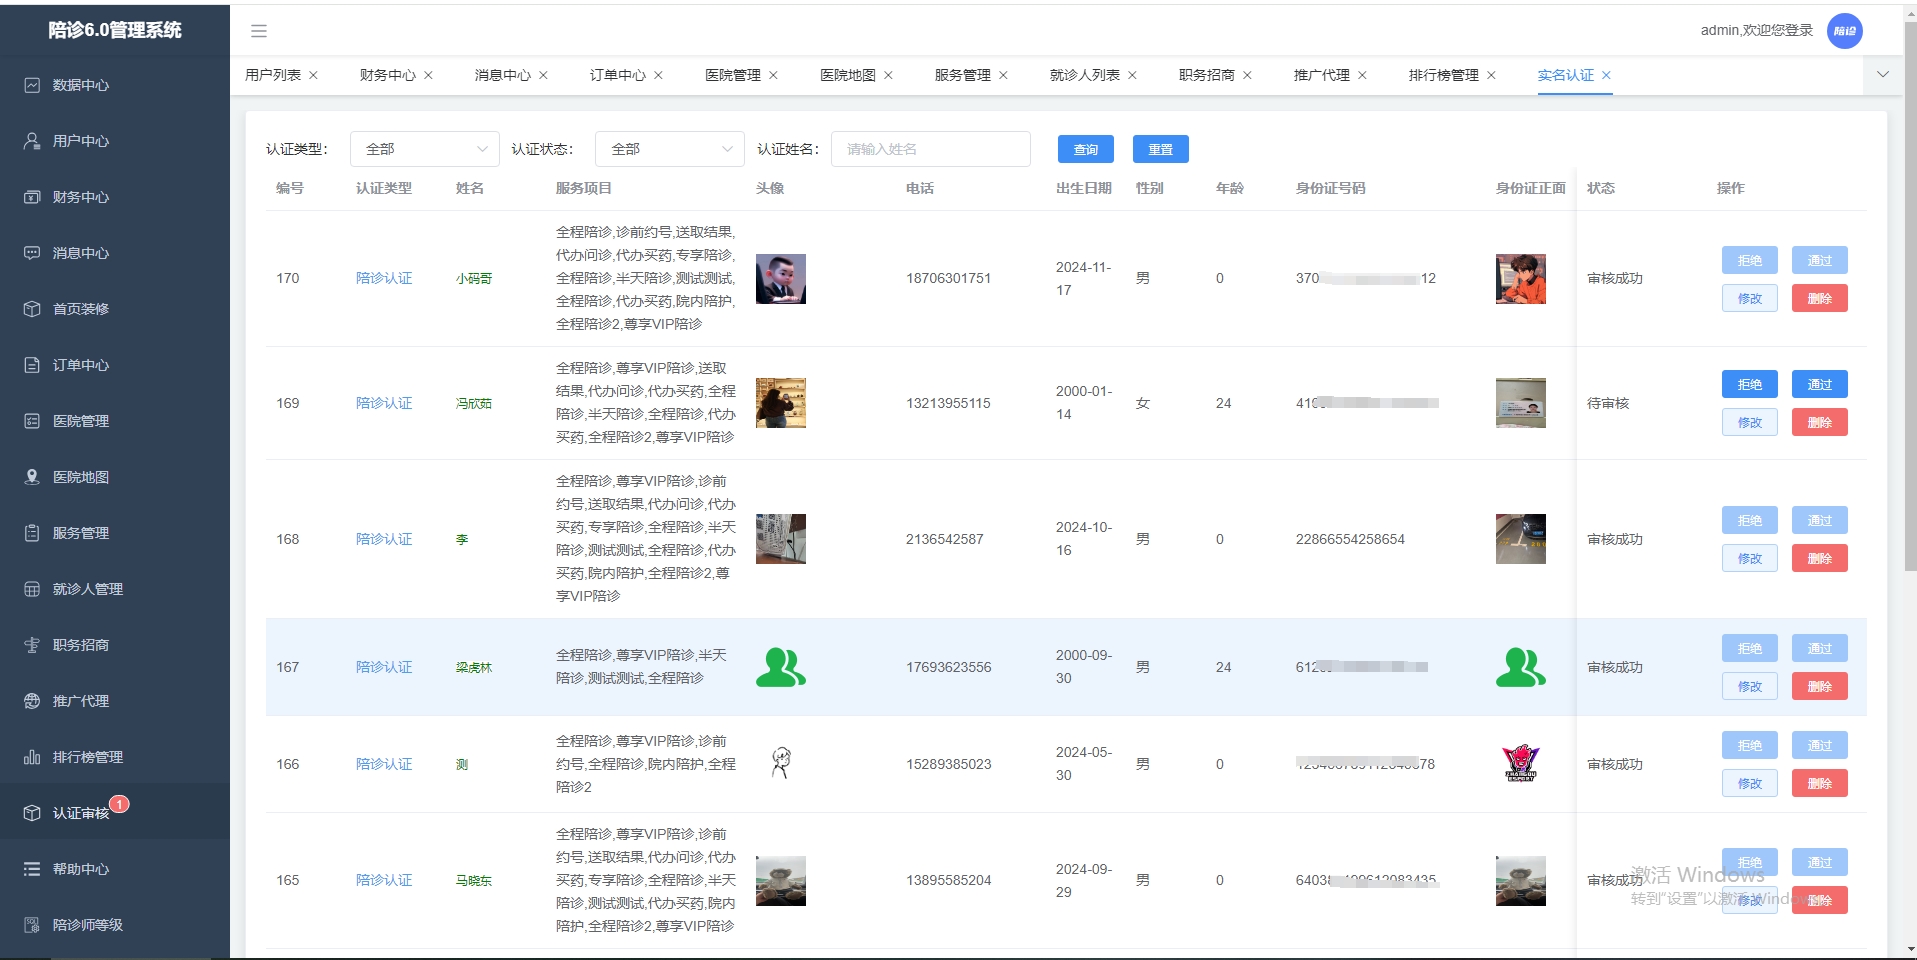 陪诊6.0管理系统
admin,欢迎您登录
陪诊
用户列表 × 财务中心 × 消息中心 × 订单中心 × 医院管理 × 医院地图 × 服务管理 × 就诊人列表 × 职务招商 × 推广代理 × 排行榜管理 × 实名认证 ×
数据中心
用户中心
财务中心
消息中心
首页装修
订单中心
医院管理
医院地图
服务管理
就诊人管理
职务招商
推广代理
排行榜管理
认证审核 1
帮助中心
陪诊师等级
认证类型: 全部 认证状态: 全部 认证姓名: 请输入姓名 查询 重置
编号 认证类型 姓名 服务项目 头像 电话 出生日期 性别 年龄 身份证号码 身份证正面 状态 操作
170 陪诊认证 小码哥
全程陪诊,诊前约号,送取结果,
代办问诊,代办买药,专享陪诊,
全程陪诊,半天陪诊,测试测试,
全程陪诊,代办买药,院内陪护,
全程陪诊2,尊享VIP陪诊
18706301751
2024-11-
17
男 0 370 12 审核成功
拒绝 通过
修改 删除
169 陪诊认证 冯欣茹
全程陪诊,尊享VIP陪诊,送取
结果,代办问诊,代办买药,全程
陪诊,半天陪诊,全程陪诊,代办
买药,全程陪诊2,尊享VIP陪诊
13213955115
2000-01-
14
女 24 41 待审核
拒绝 通过
修改 删除
168 陪诊认证 李
全程陪诊,尊享VIP陪诊,诊前
约号,送取结果,代办问诊,代办
买药,专享陪诊,全程陪诊,半天
陪诊,测试测试,全程陪诊,代办
买药,院内陪护,全程陪诊2,尊
享VIP陪诊
2136542587
2024-10-
16
男 0 22866554258654 审核成功
拒绝 通过
修改 删除
167 陪诊认证 梁虎林
全程陪诊,尊享VIP陪诊,半天
陪诊,测试测试,全程陪诊
17693623556
2000-09-
30
男 24 612 审核成功
拒绝 通过
修改 删除
166 陪诊认证 测
全程陪诊,尊享VIP陪诊,诊前
约号,全程陪诊,院内陪护,全程
陪诊2
15289385023
2024-05-
30
男 0 78 审核成功
拒绝 通过
修改 删除
165 陪诊认证 马晓东
全程陪诊,尊享VIP陪诊,诊前
约号,送取结果,代办问诊,代办
买药,专享陪诊,全程陪诊,半天
陪诊,测试测试,代办买药,院内
陪护,全程陪诊2,尊享VIP陪诊
13895585204
2024-09-
29
男 0 6403 审核成功
拒绝 通过
修改 删除
激活 Windows
转到"设置"以激活 Windows